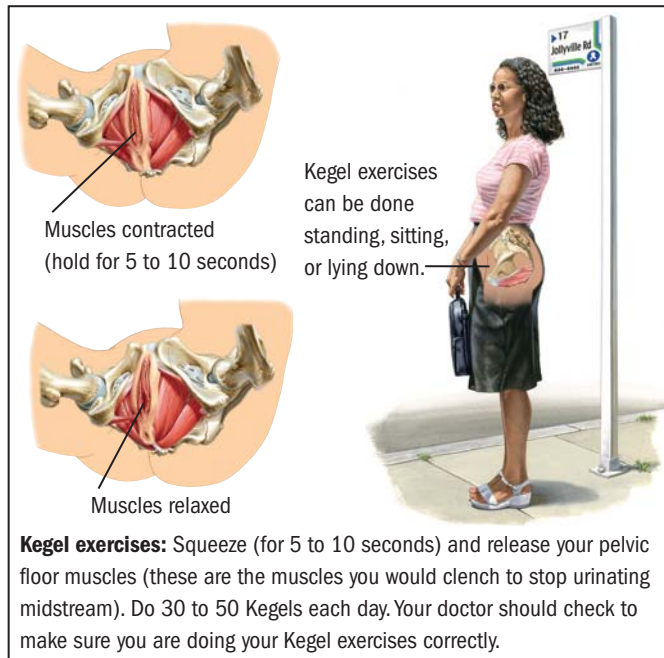 17
Jollyville Rd
Kegel exercises
can be done
standing, sitting,
or lying down.
Muscles contracted
(hold for 5 to 10 seconds)
Muscles relaxed
Kegel exercises: Squeeze (for 5 to 10 seconds) and release your pelvic
floor muscles (these are the muscles you would clench to stop urinating
midstream). Do 30 to 50 Kegels each day. Your doctor should check to
make sure you are doing your Kegel exercises correctly.